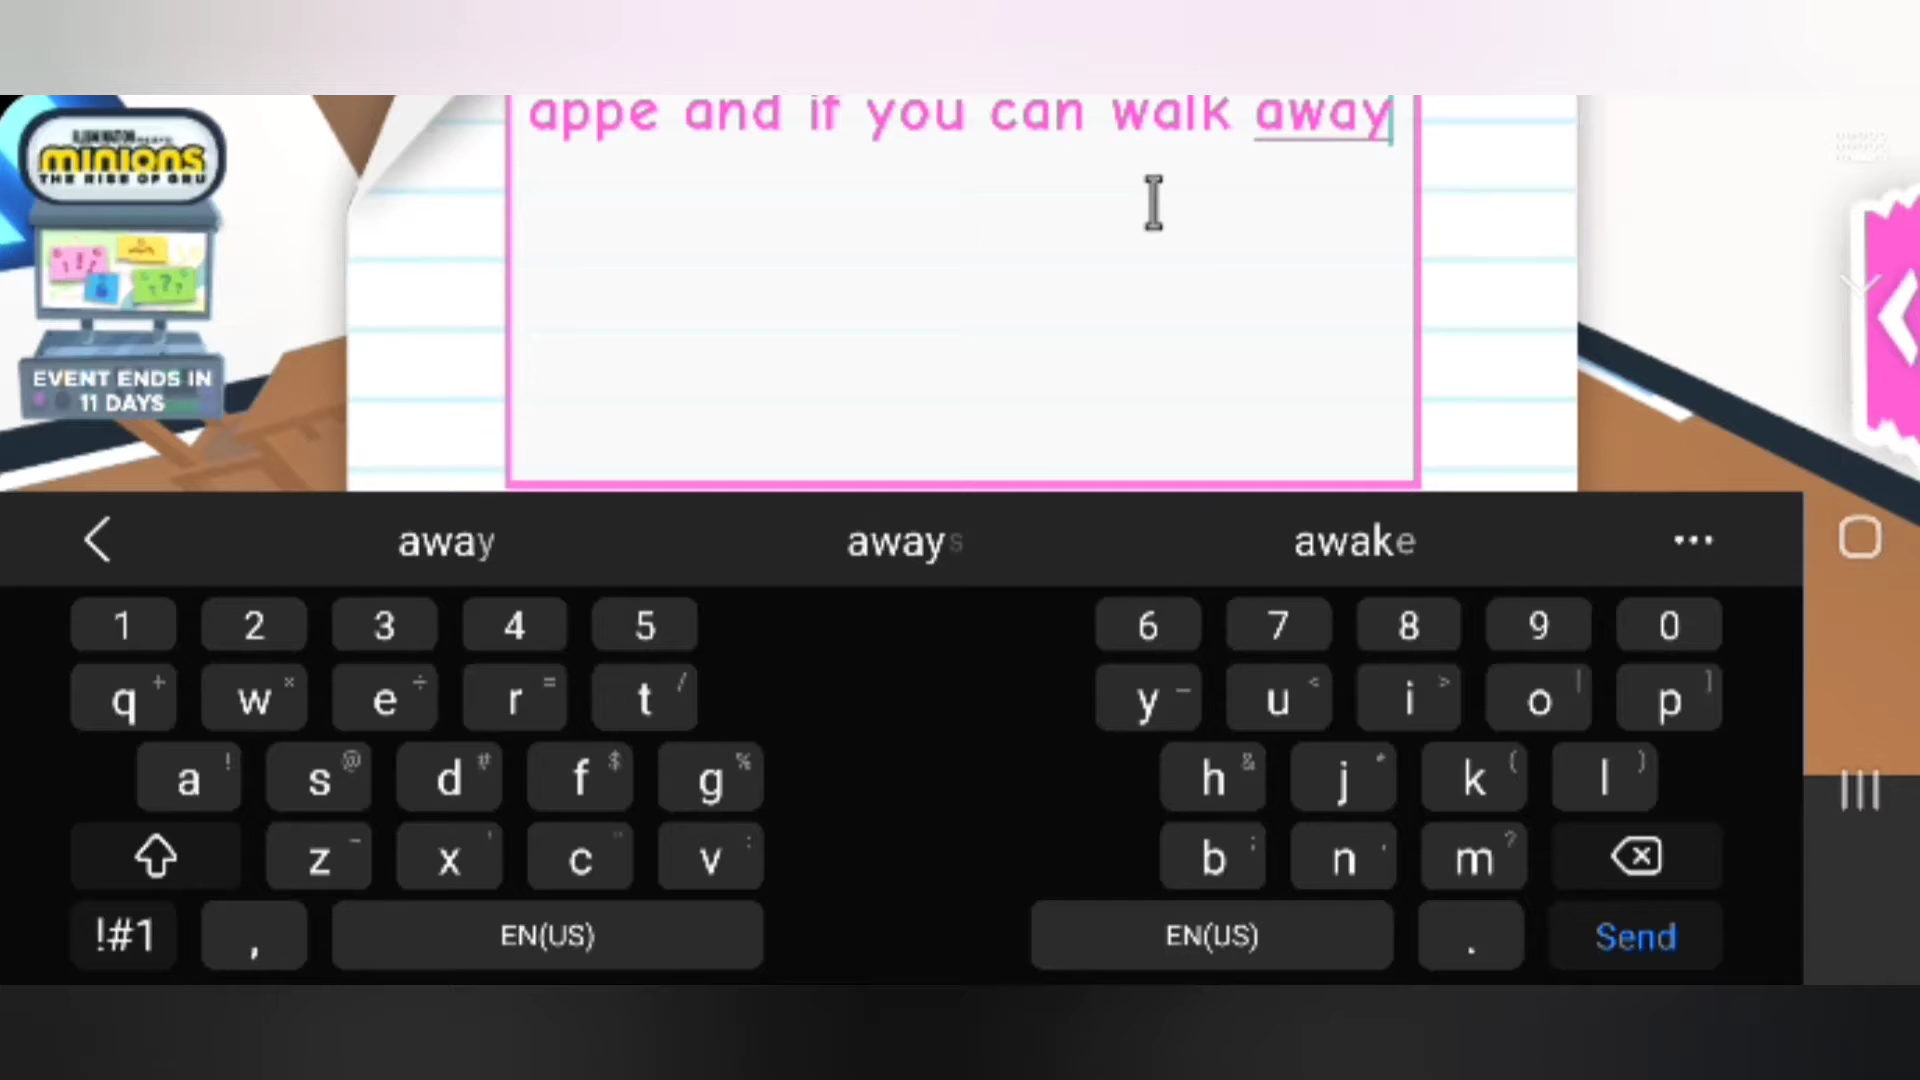 appe and if you can walk away
minions
THE RISE OF GRU
EVENT ENDS IN
11 DAYS
away aways awake
1 2 3 4 5 6 7 8 9 0
q + w × e ÷ r = t / y _ u < i > o p ]
a ! s @ d # f $ g % h & j * k ( l )
z - x ' c " v : b ; n , m ?
!#1 , EN(US) EN(US) . Send